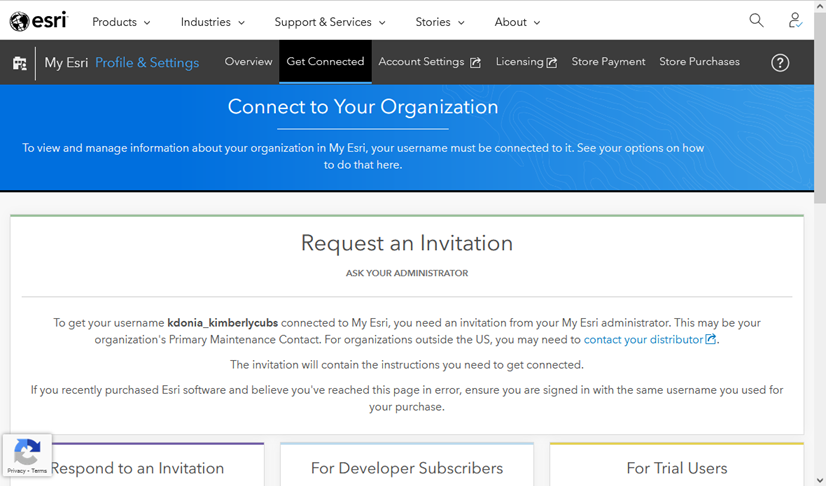 esri
Products Industries Support & Services Stories About
My Esri Profile & Settings Overview Get Connected Account Settings Licensing Store Payment Store Purchases ?
Connect to Your Organization
To view and manage information about your organization in My Esri, your username must be connected to it. See your options on how
to do that here.
Request an Invitation
ASK YOUR ADMINISTRATOR
To get your username kdonia_kimberlycubs connected to My Esri, you need an invitation from your My Esri administrator. This may be your
organization's Primary Maintenance Contact. For organizations outside the US, you may need to contact your distributor.
The invitation will contain the instructions you need to get connected.
If you recently purchased Esri software and believe you've reached this page in error, ensure you are signed in with the same username you used for
your purchase.
Respond to an Invitation For Developer Subscribers For Trial Users
Privacy - Terms